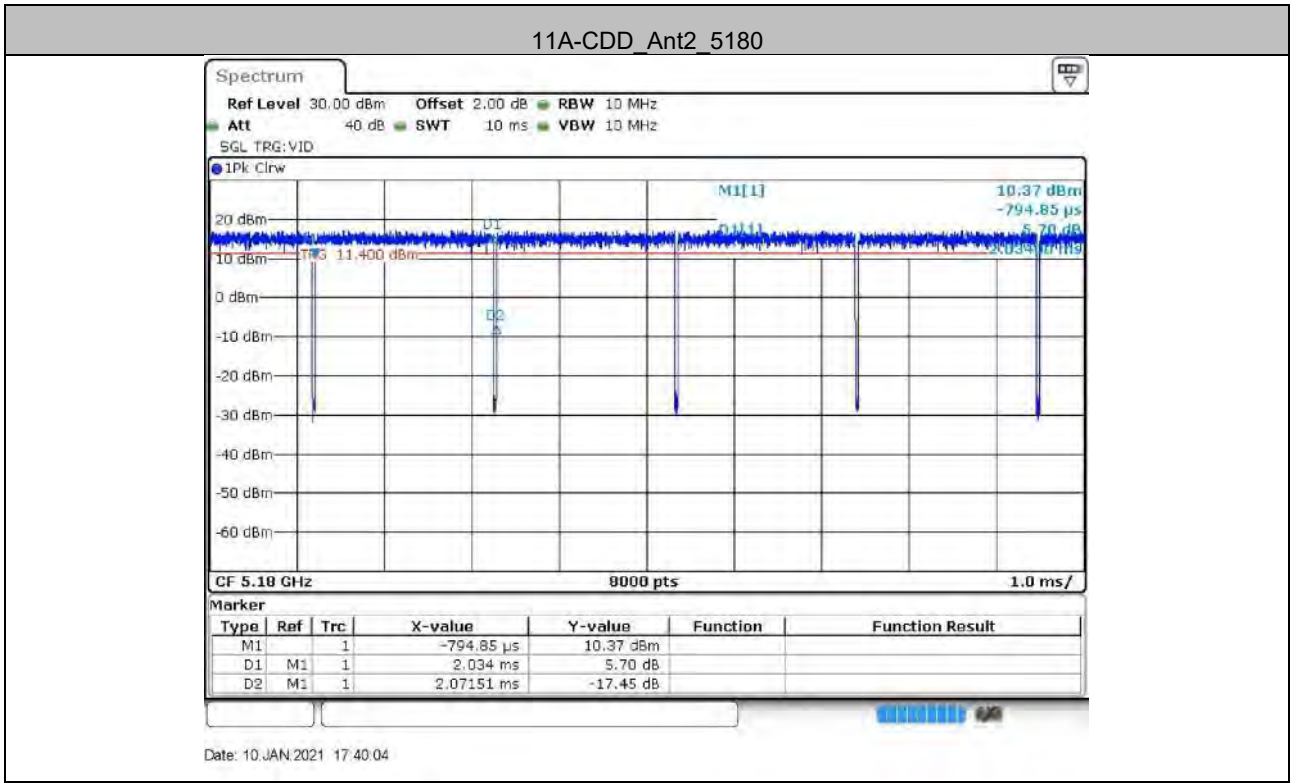 11A-CDD_Ant2_5180
Spectrum
Ref Level 30.00 dBm Offset 2.00 dB RBW 10 MHz
Att 40 dB SWT 10 ms VBW 10 MHz
SGL TRG:VID
1Pk Clrw
M1[1] 10.37 dBm
-794.85 µs
20 dBm
D1
D1[1] 5.70 dB
10 dBm
TRG 11.400 dBm
0 dBm
D2
-10 dBm
-20 dBm
-30 dBm
-40 dBm
-50 dBm
-60 dBm
CF 5.18 GHz 8000 pts 1.0 ms/
Marker
Type Ref Trc X-value Y-value Function Function Result
M1 1 -794.85 µs 10.37 dBm
D1 M1 1 2.034 ms 5.70 dB
D2 M1 1 2.07151 ms -17.45 dB
Date: 10.JAN.2021 17:40:04